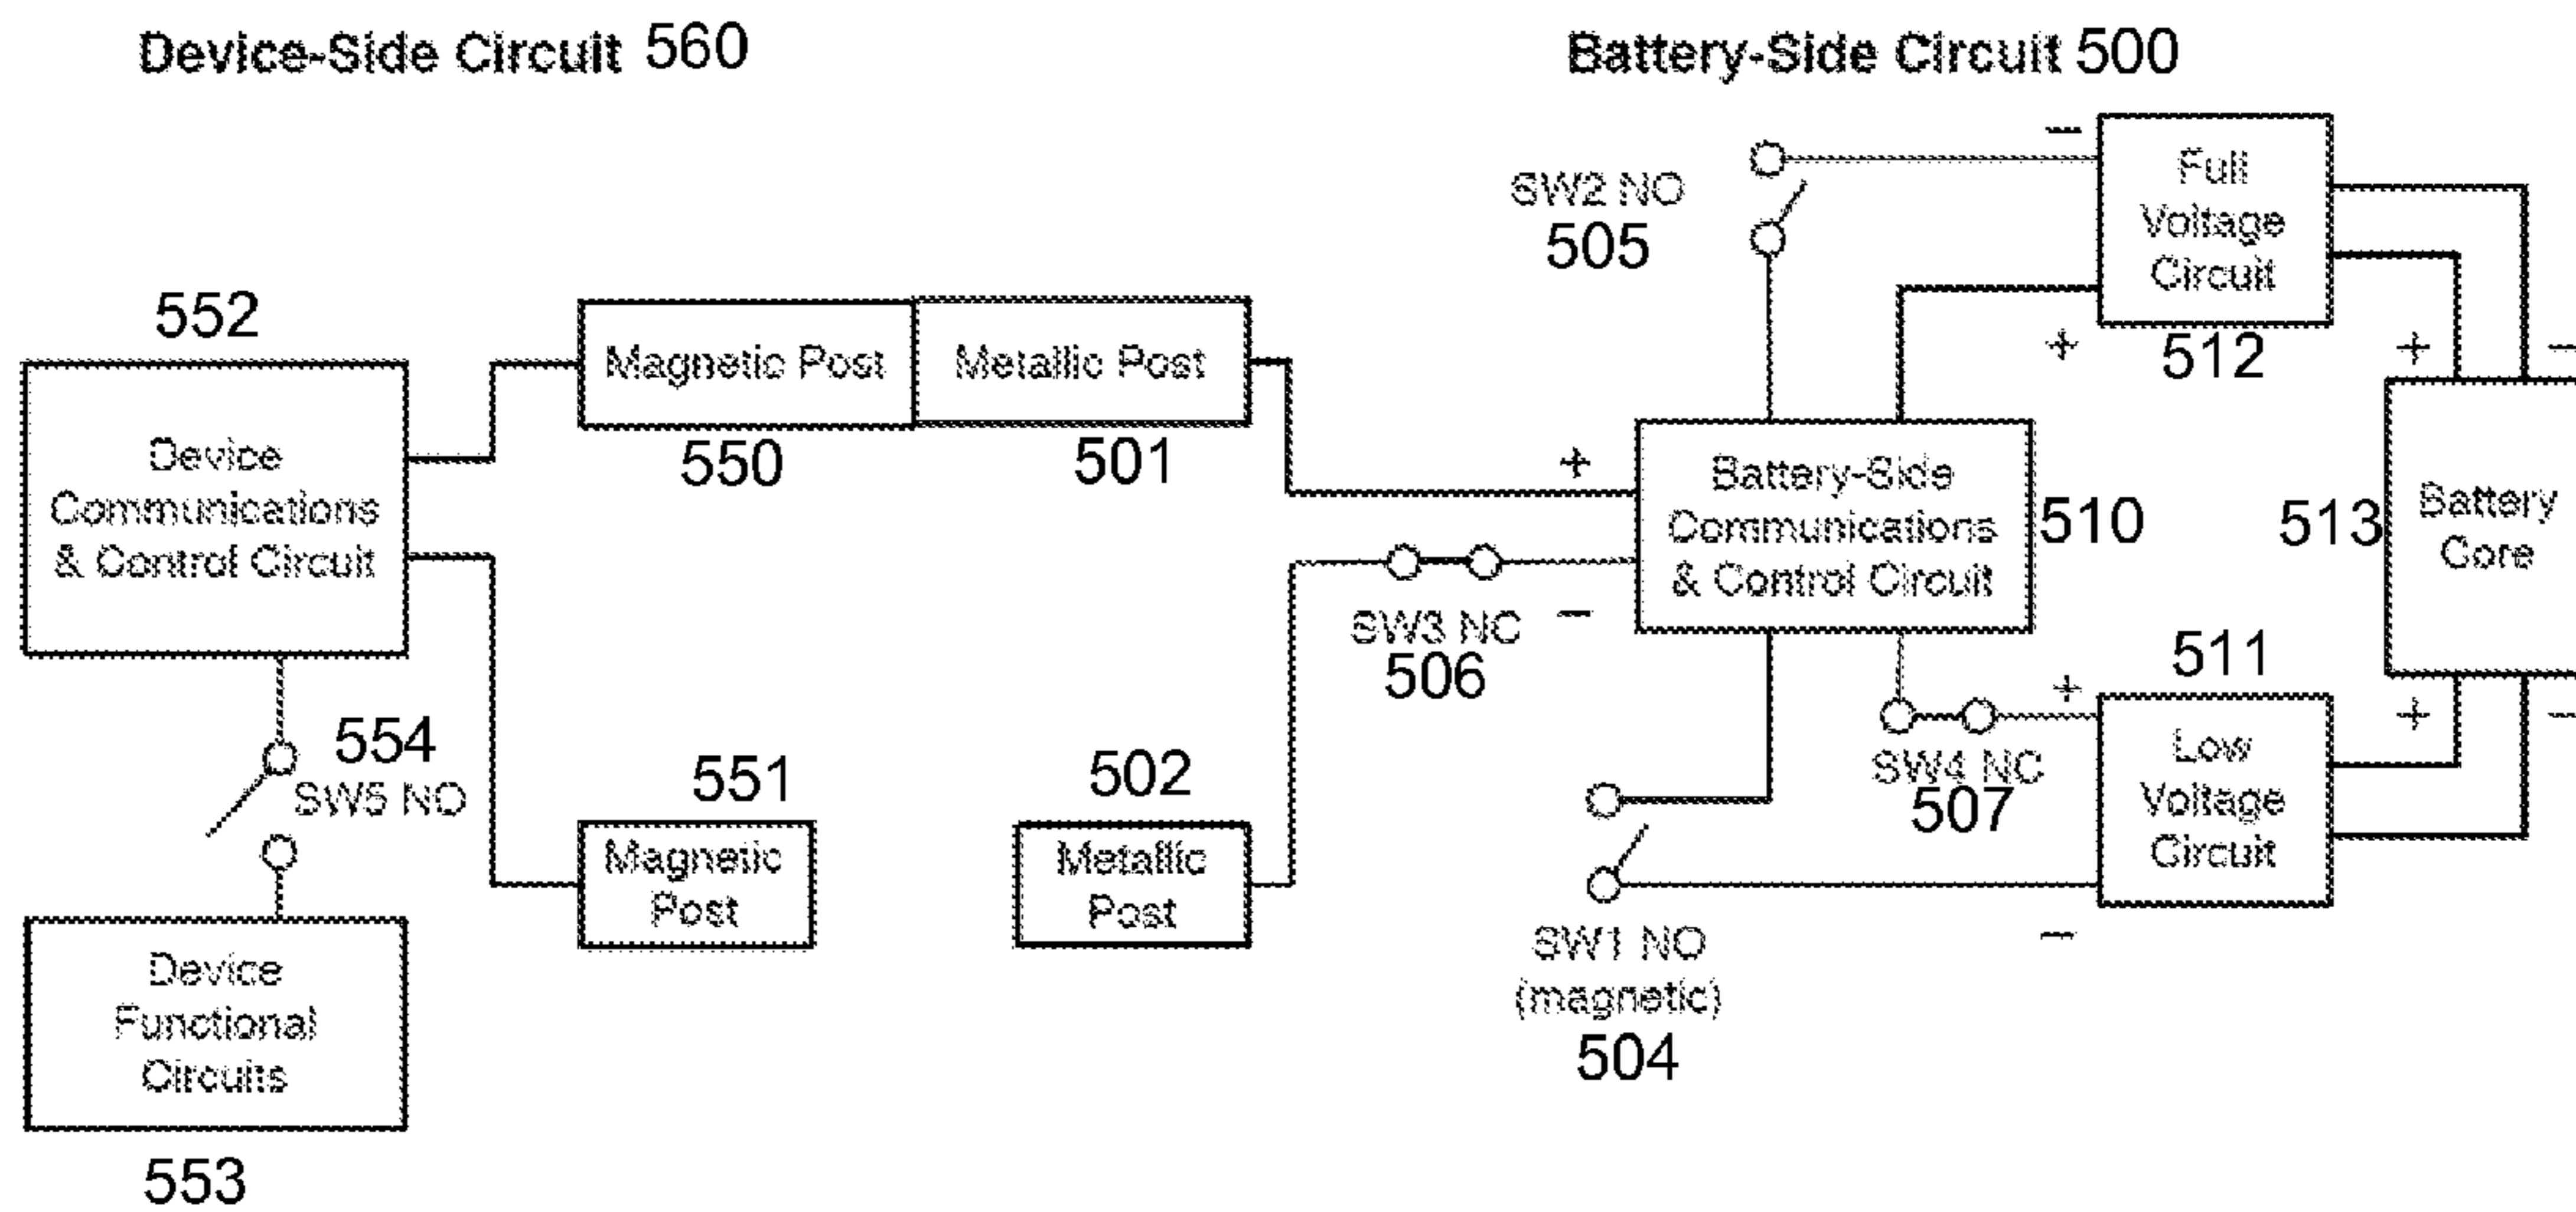 Device-Side Circuit 560
Battery-Side Circuit 500
552
Device
Communications
& Control Circuit
554
SW5 NO
Device
Functional
Circuits
553
Magnetic Post
550
Metallic Post
501
551
Magnetic
Post
502
Metallic
Post
SW2 NO
505
−
+
Full
Voltage
Circuit
512
+
−
+
−
SW3 NC
506
Battery-Side
Communications
& Control Circuit
510
513
Battery
Core
511
+
SW4 NC
507
Low
Voltage
Circuit
+
−
−
SW1 NO
(magnetic)
504